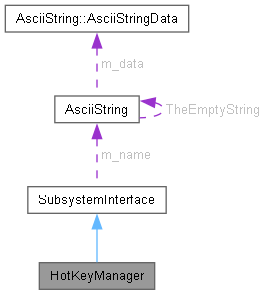 AsciiString::AsciiStringData
m_data
AsciiString
TheEmptyString
m_name
SubsystemInterface
HotKeyManager